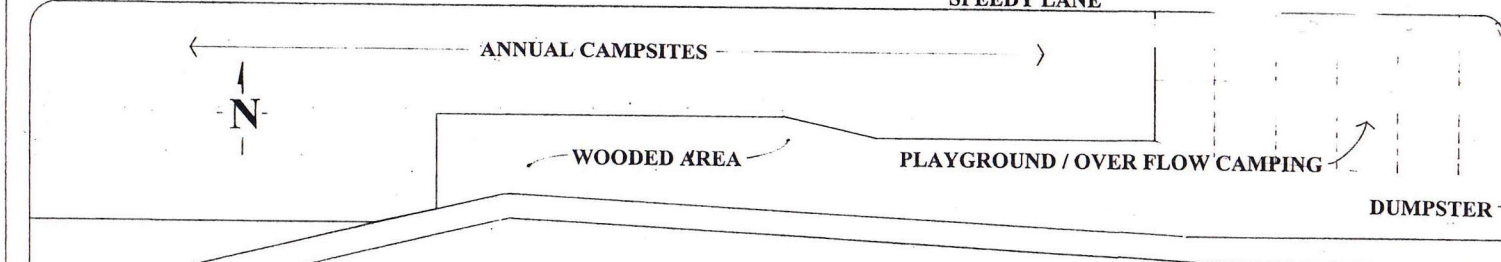 SPEEDY LANE
ANNUAL CAMPSITES
N
WOODED AREA
PLAYGROUND / OVER FLOW CAMPING
DUMPSTER